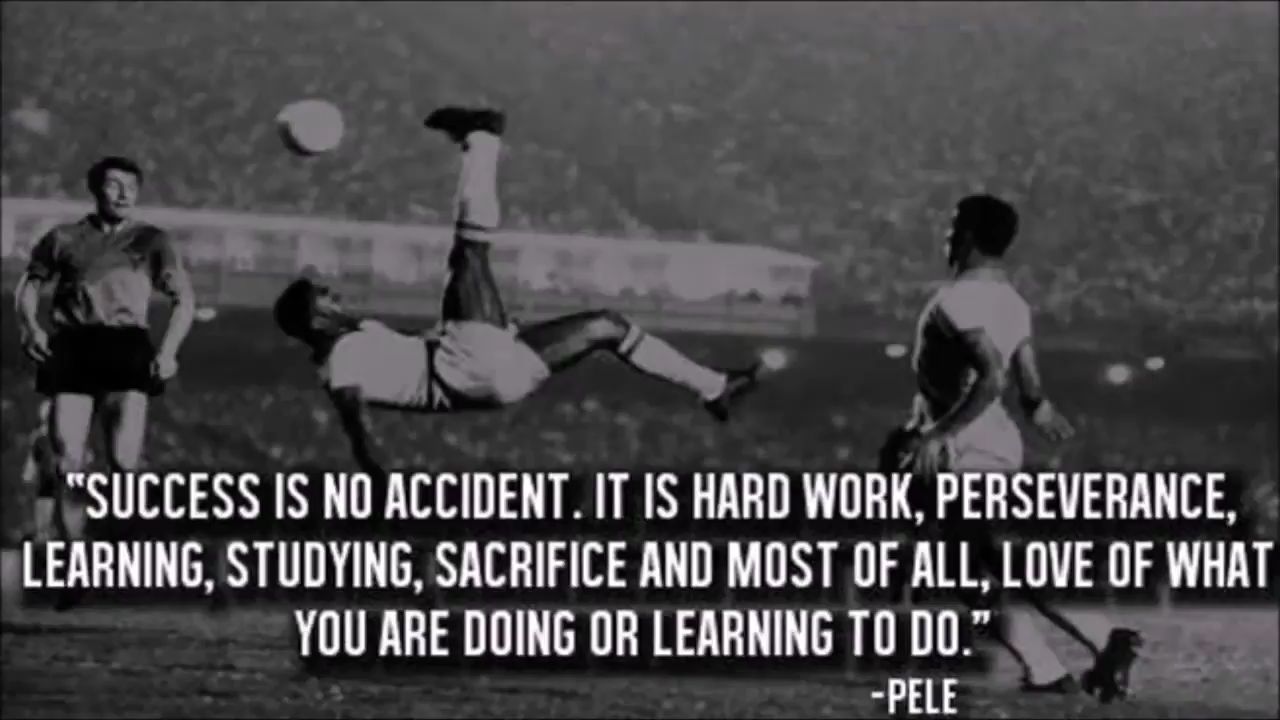 “SUCCESS IS NO ACCIDENT. IT IS HARD WORK, PERSEVERANCE,
LEARNING, STUDYING, SACRIFICE AND MOST OF ALL, LOVE OF WHAT
YOU ARE DOING OR LEARNING TO DO.”
-PELE